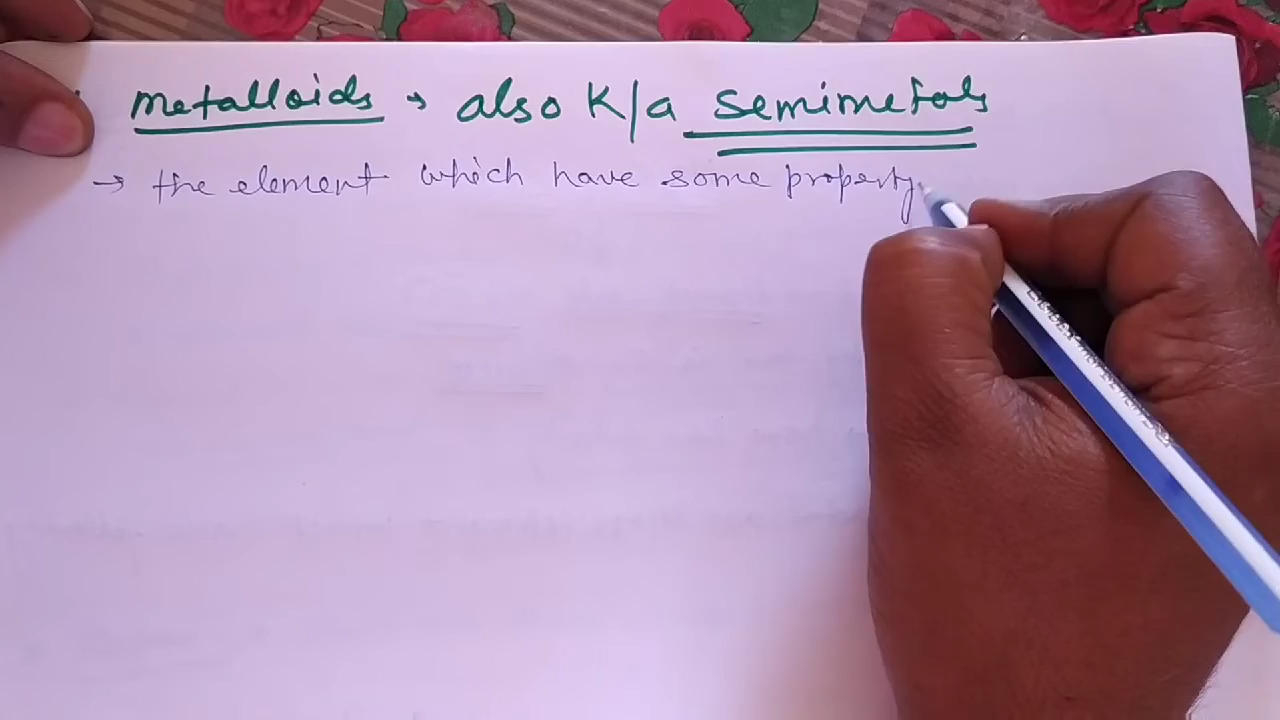 metalloids → also K/a semimetals
→ the element which have some property